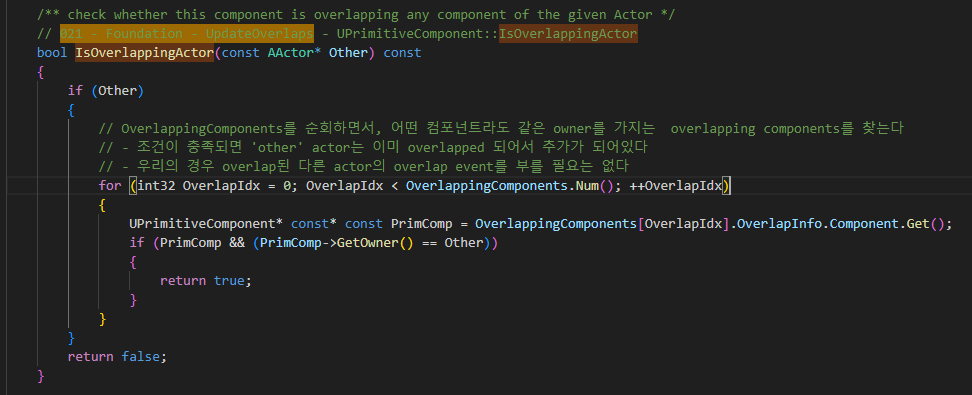 /** check whether this component is overlapping any component of the given Actor */
// 021 - Foundation - UpdateOverlaps - UPrimitiveComponent::IsOverlappingActor
bool IsOverlappingActor(const AActor* Other) const
{
if (Other)
{
// OverlappingComponents를 순회하면서, 어떤 컴포넌트라도 같은 owner를 가지는 overlapping components를 찾는다
// - 조건이 충족되면 'other' actor는 이미 overlapped 되어서 추가가 되어있다
// - 우리의 경우 overlap된 다른 actor의 overlap event를 부를 필요는 없다
for (int32 OverlapIdx = 0; OverlapIdx < OverlappingComponents.Num(); ++OverlapIdx)
{
UPrimitiveComponent* const* const PrimComp = OverlappingComponents[OverlapIdx].OverlapInfo.Component.Get();
if (PrimComp && (PrimComp->GetOwner() == Other))
{
return true;
}
}
}
return false;
}